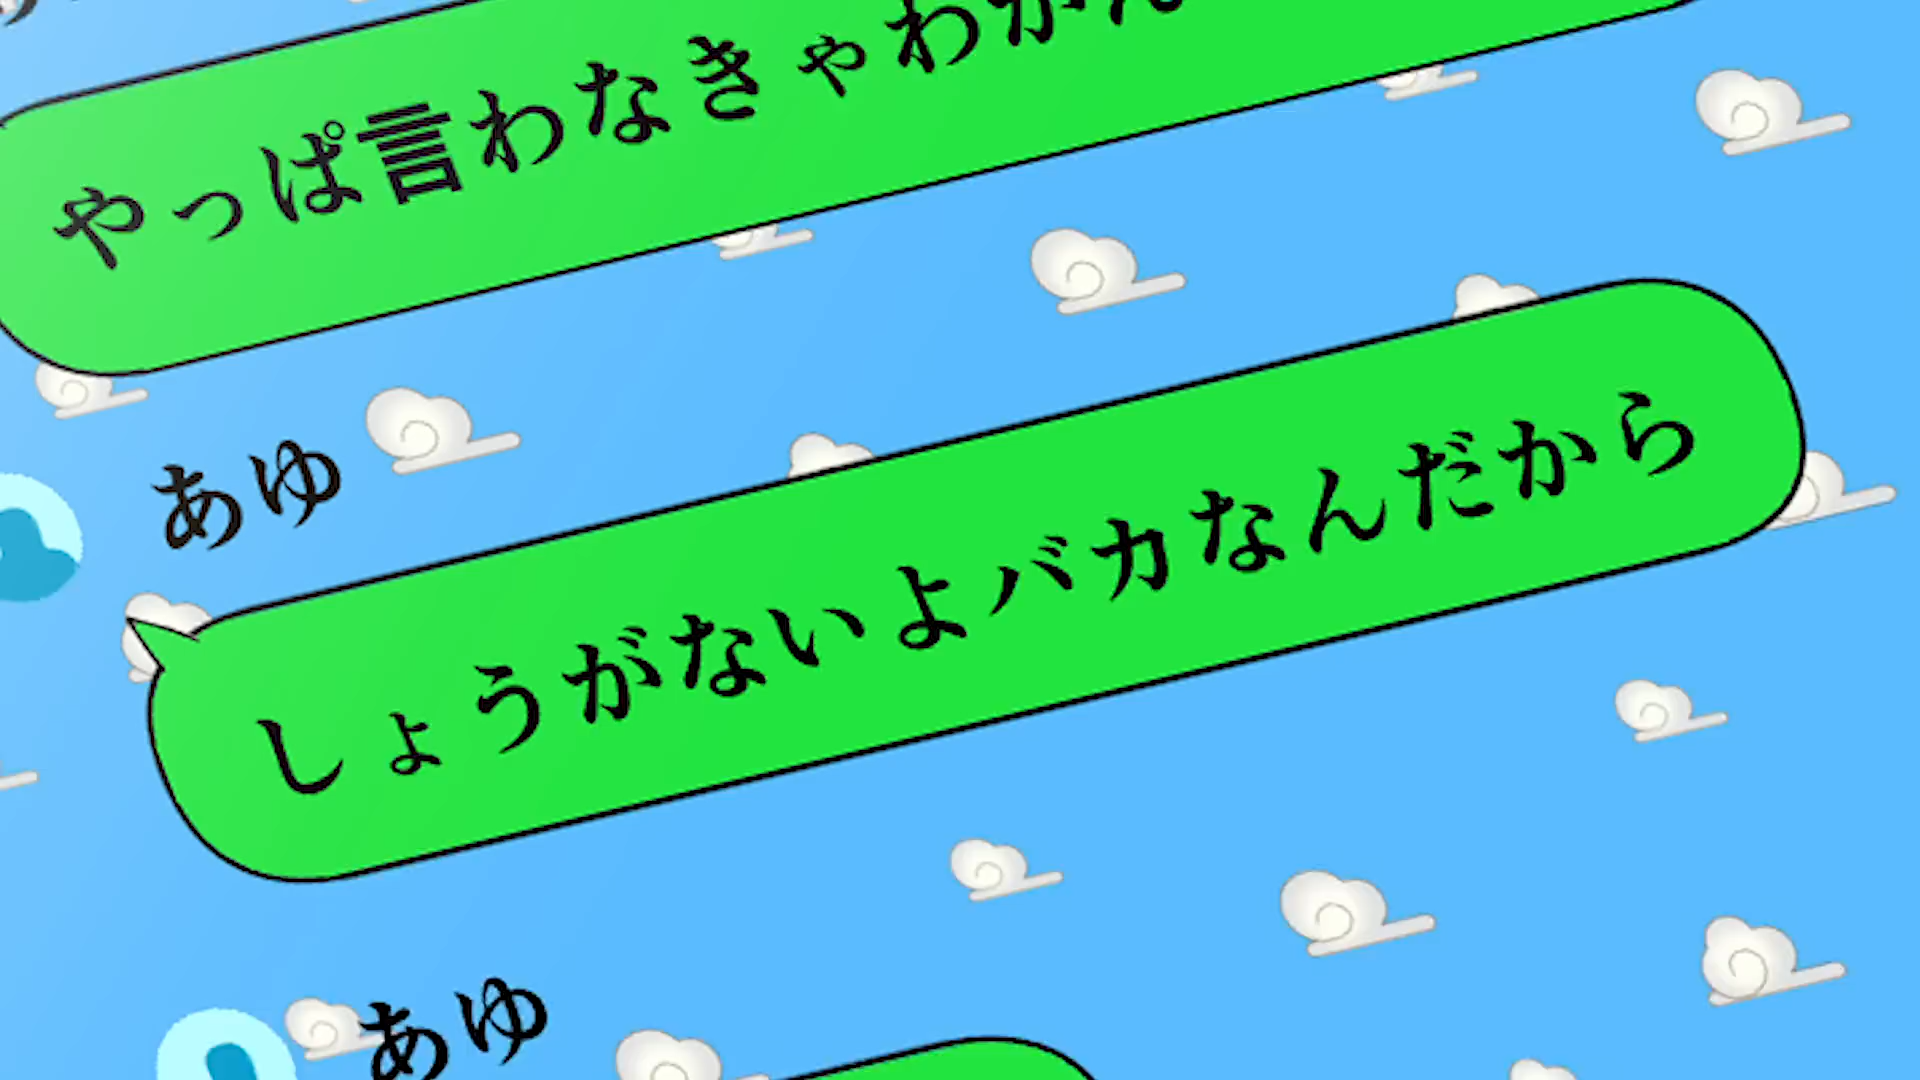 やっぱ言わなきゃわかん
あゆ
しょうがないよバカなんだから
あゆ